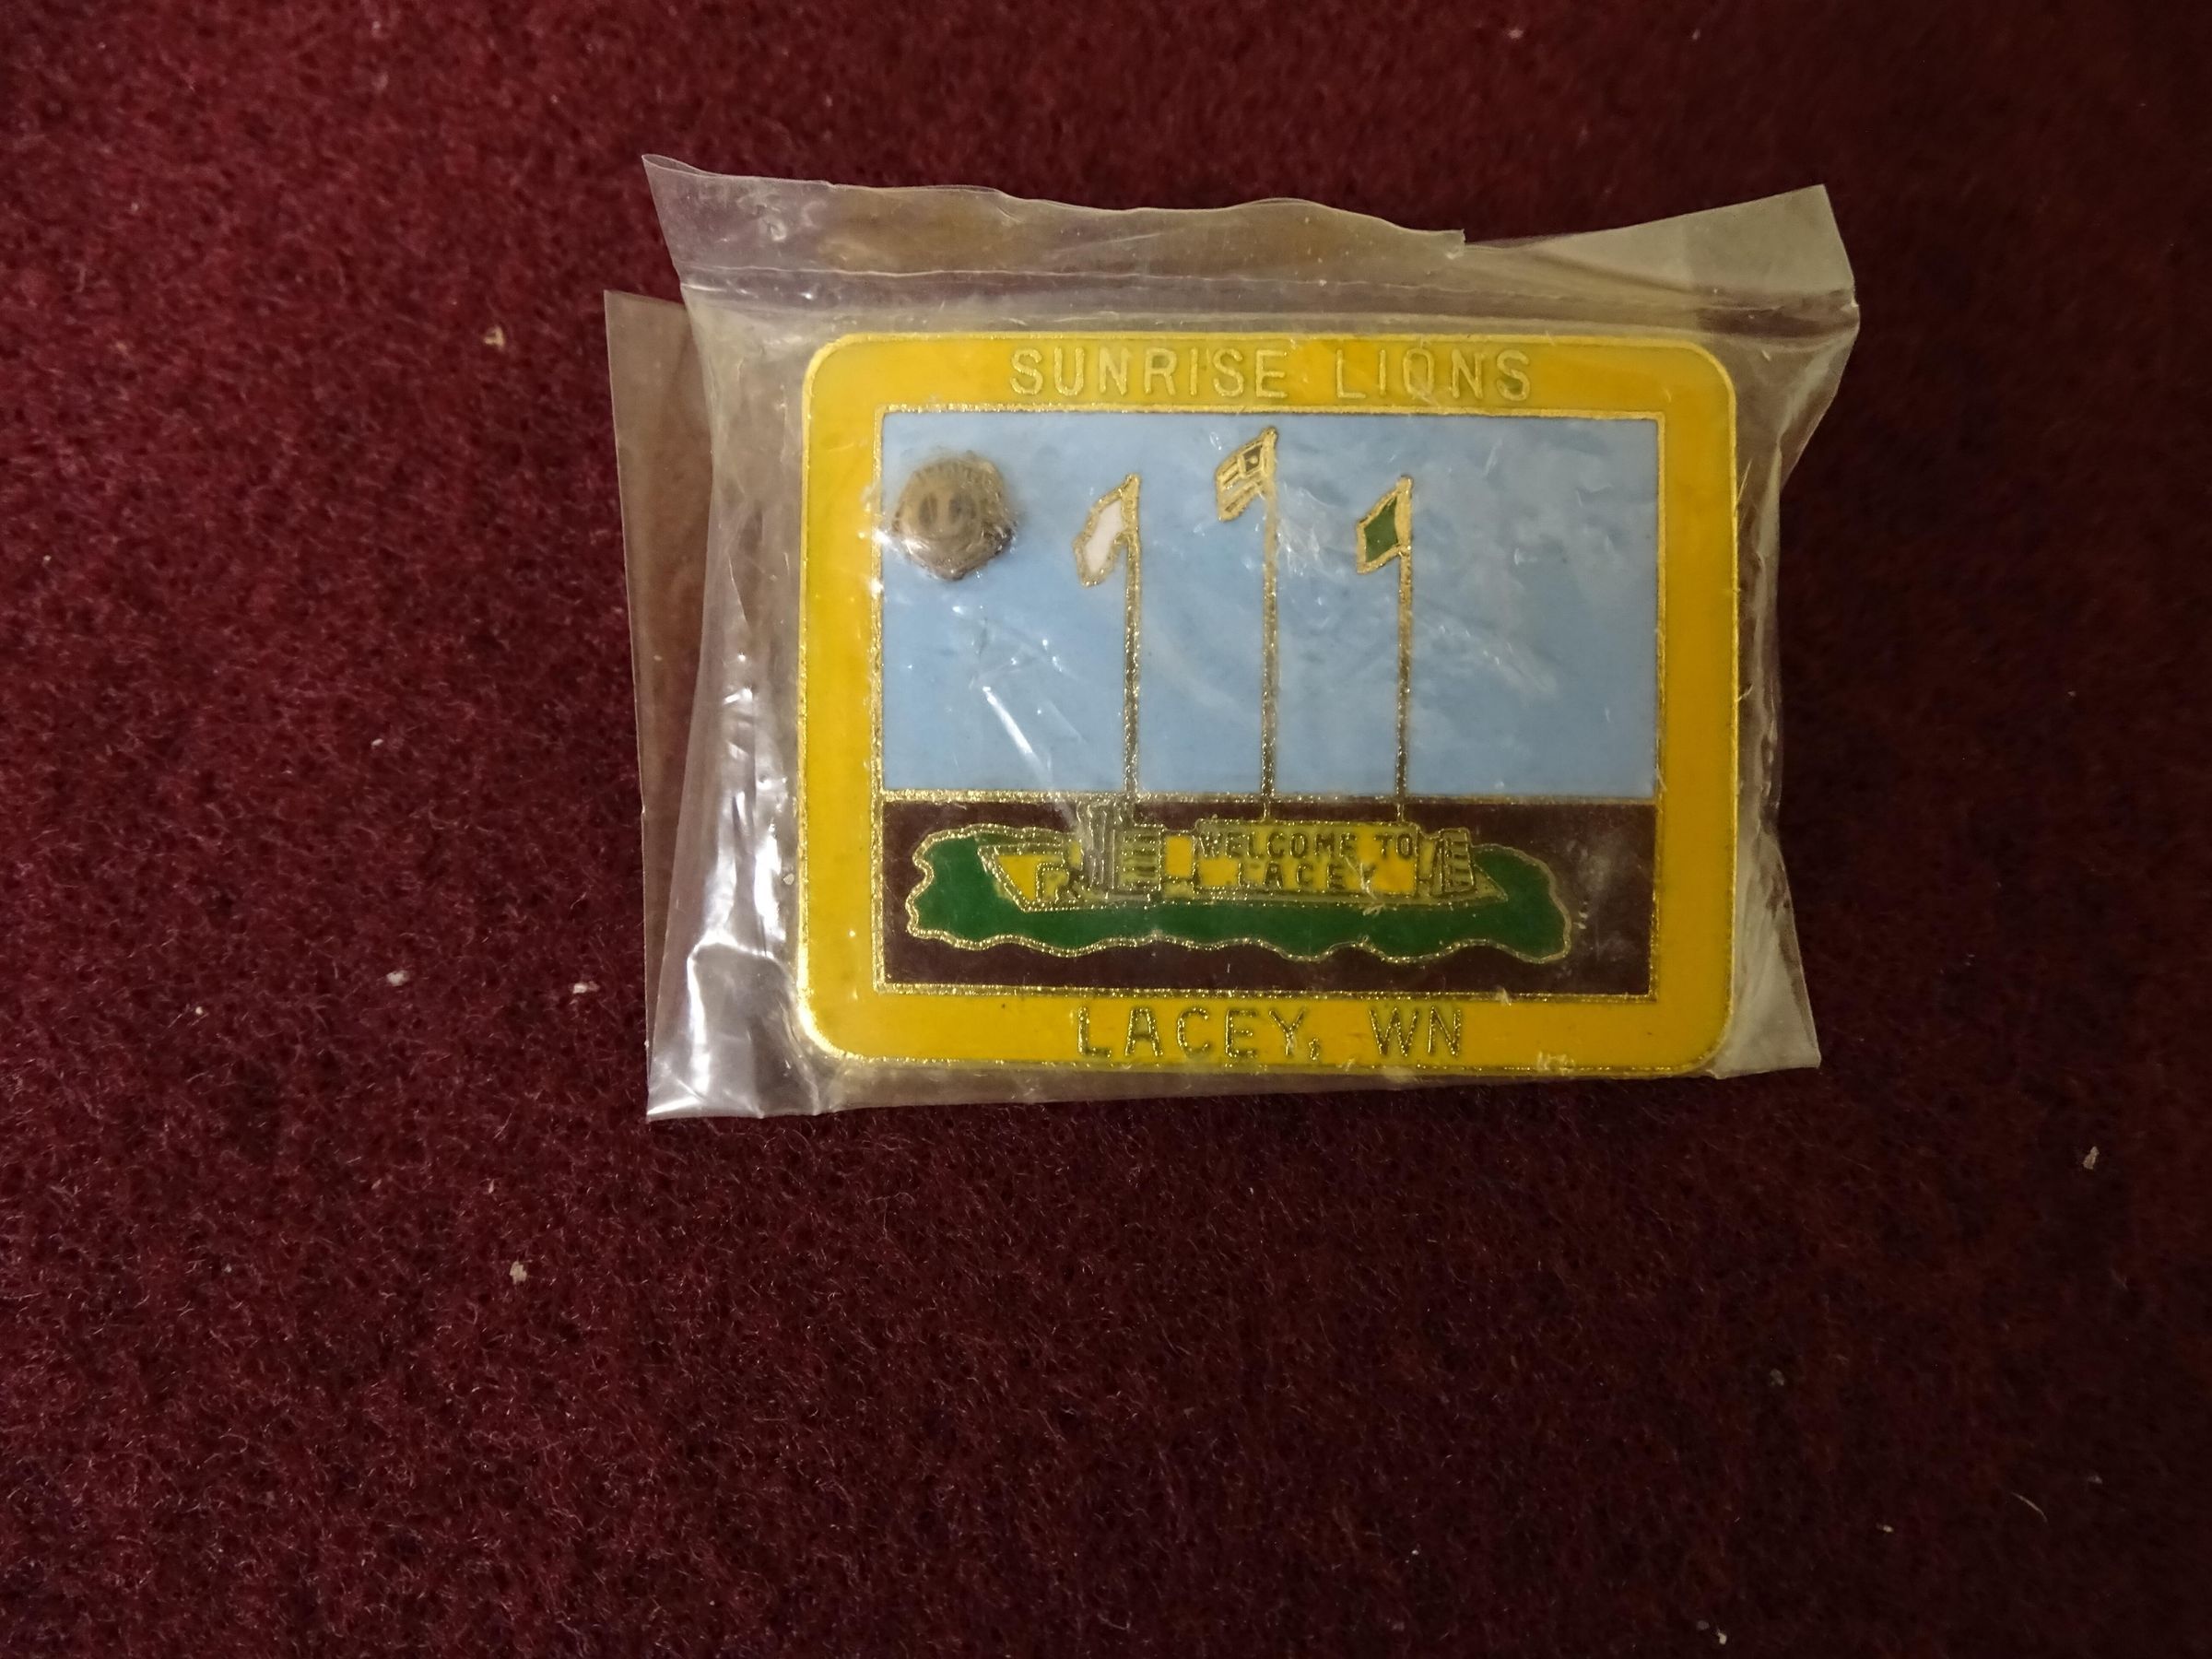 SUNRISE LIONS
WELCOME TO
LACEY
LACEY, WN